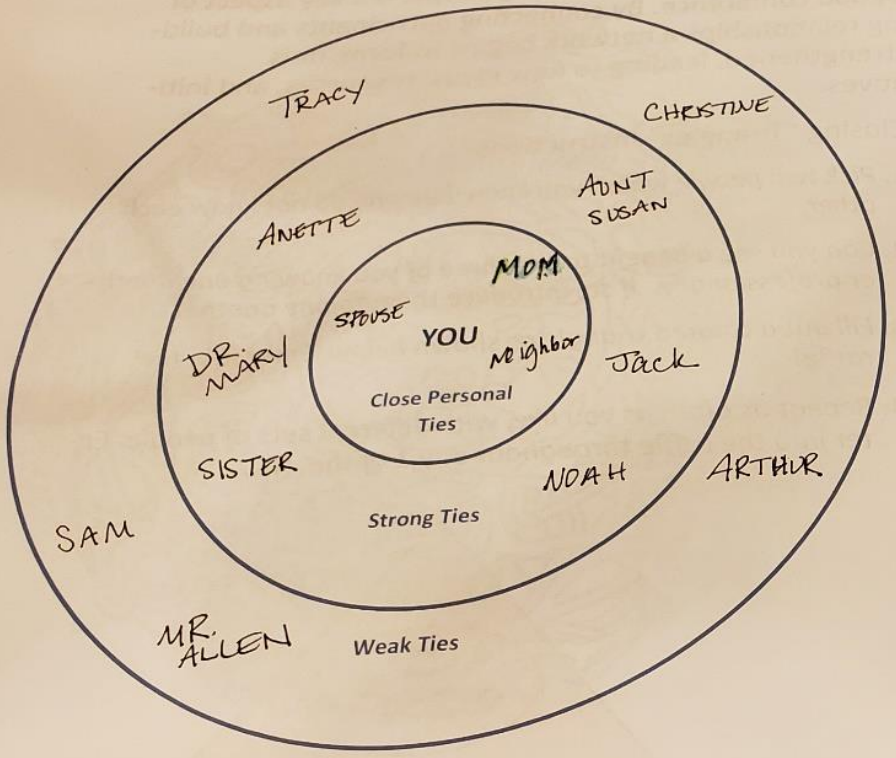 TRACY
CHRISTINE
AUNT
SUSAN
ANETTE
MOM
SPOUSE
YOU
Neighbor
DR.
MARY
Jack
Close Personal
Ties
SISTER
NOAH
ARTHUR
Strong Ties
SAM
MR.
ALLEN
Weak Ties